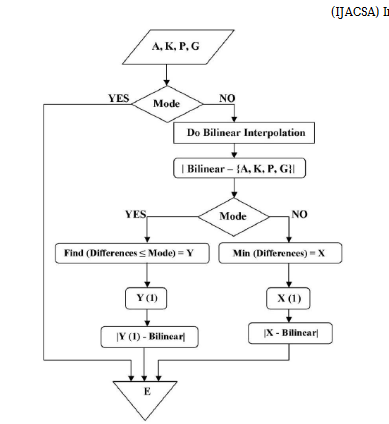 (IJACSA) I
A, K, P, G
YES
Mode
NO
Do Bilinear Interpolation
| Bilinear – {A, K, P, G}|
YES
Mode
NO
Find (Differences ≤ Mode) = Y
Min (Differences) = X
Y (1)
X (1)
|Y (1) - Bilinear|
|X - Bilinear|
E